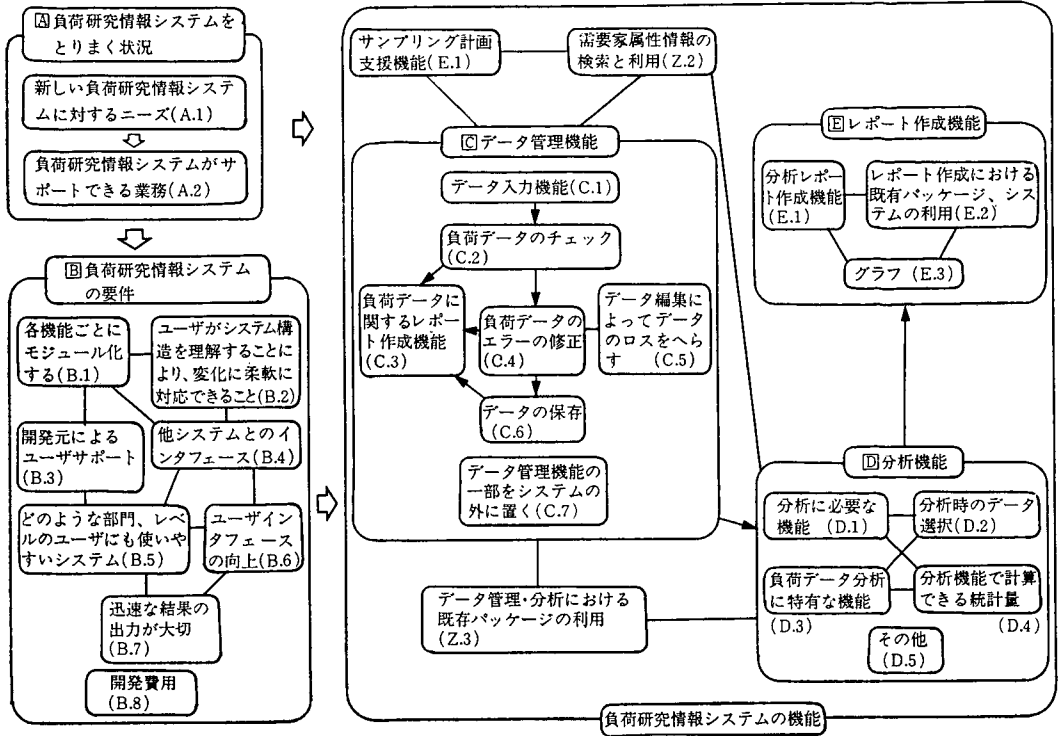 A負荷研究情報システムを
とりまく状況
新しい負荷研究情報システ
ムに対するニーズ(A.1)
負荷研究情報システムがサ
ポートできる業務(A.2)
B負荷研究情報システム
の要件
各機能ごとに
モジュール化
する(B.1)
ユーザがシステム構
造を理解することに
より、変化に柔軟に
対応できること(B.2)
開発元による
ユーザサポート
(B.3)
他システムとのイ
ンタフェース(B.4)
どのような部門、レベ
ルのユーザにも使いや
すいシステム(B.5)
ユーザイン
タフェース
の向上(B.6)
迅速な結果の
出力が大切
(B.7)
開発費用
(B.8)
サンプリング計画
支援機能(E.1)
需要家属性情報の
検索と利用(Z.2)
Cデータ管理機能
データ入力機能(C.1)
負荷データのチェック
(C.2)
負荷データに
関するレポー
ト作成機能
(C.3)
負荷データの
エラーの修正
(C.4)
データ編集に
よってデータ
のロスをへら
す (C.5)
データの保存
(C.6)
データ管理機能の
一部をシステムの
外に置く(C.7)
データ管理・分析における
既存パッケージの利用
(Z.3)
Eレポート作成機能
分析レポー
ト作成機能
(E.1)
レポート作成における
既有パッケージ、シス
テムの利用(E.2)
グラフ(E.3)
D分析機能
分析に必要な
機能 (D.1)
分析時のデータ
選択(D.2)
負荷データ分析
に特有な機能
(D.3)
分析機能で計算
できる統計量
(D.4)
その他
(D.5)
負荷研究情報システムの機能